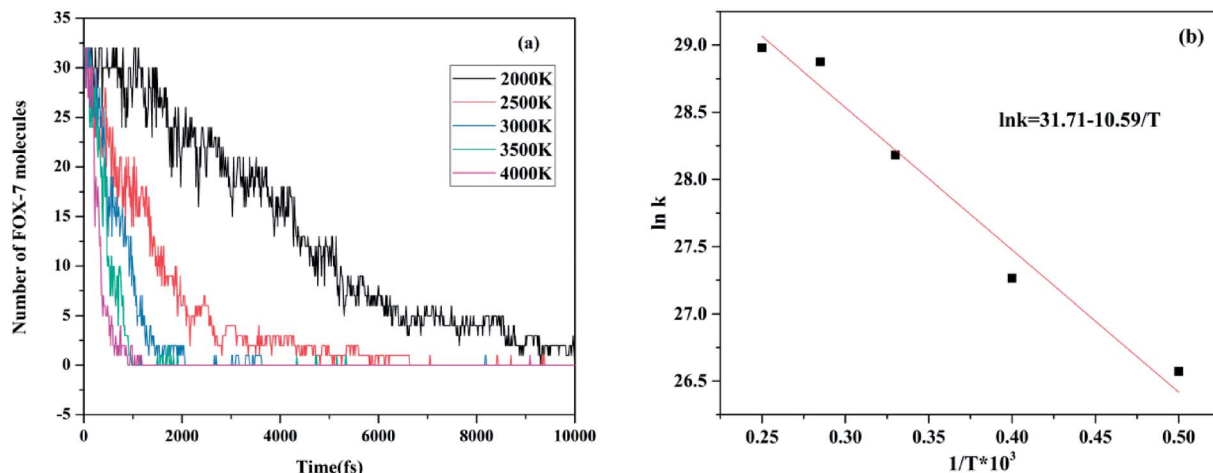 (a)
35
30
25
20
15
10
5
0
-5
Number of FOX-7 molecules
2000K
2500K
3000K
3500K
4000K
0
2000
4000
6000
8000
10000
Time(fs)
(b)
29.0
28.5
28.0
27.5
27.0
26.5
ln k
lnk=31.71-10.59/T
0.25
0.30
0.35
0.40
0.45
0.50
1/T*10³